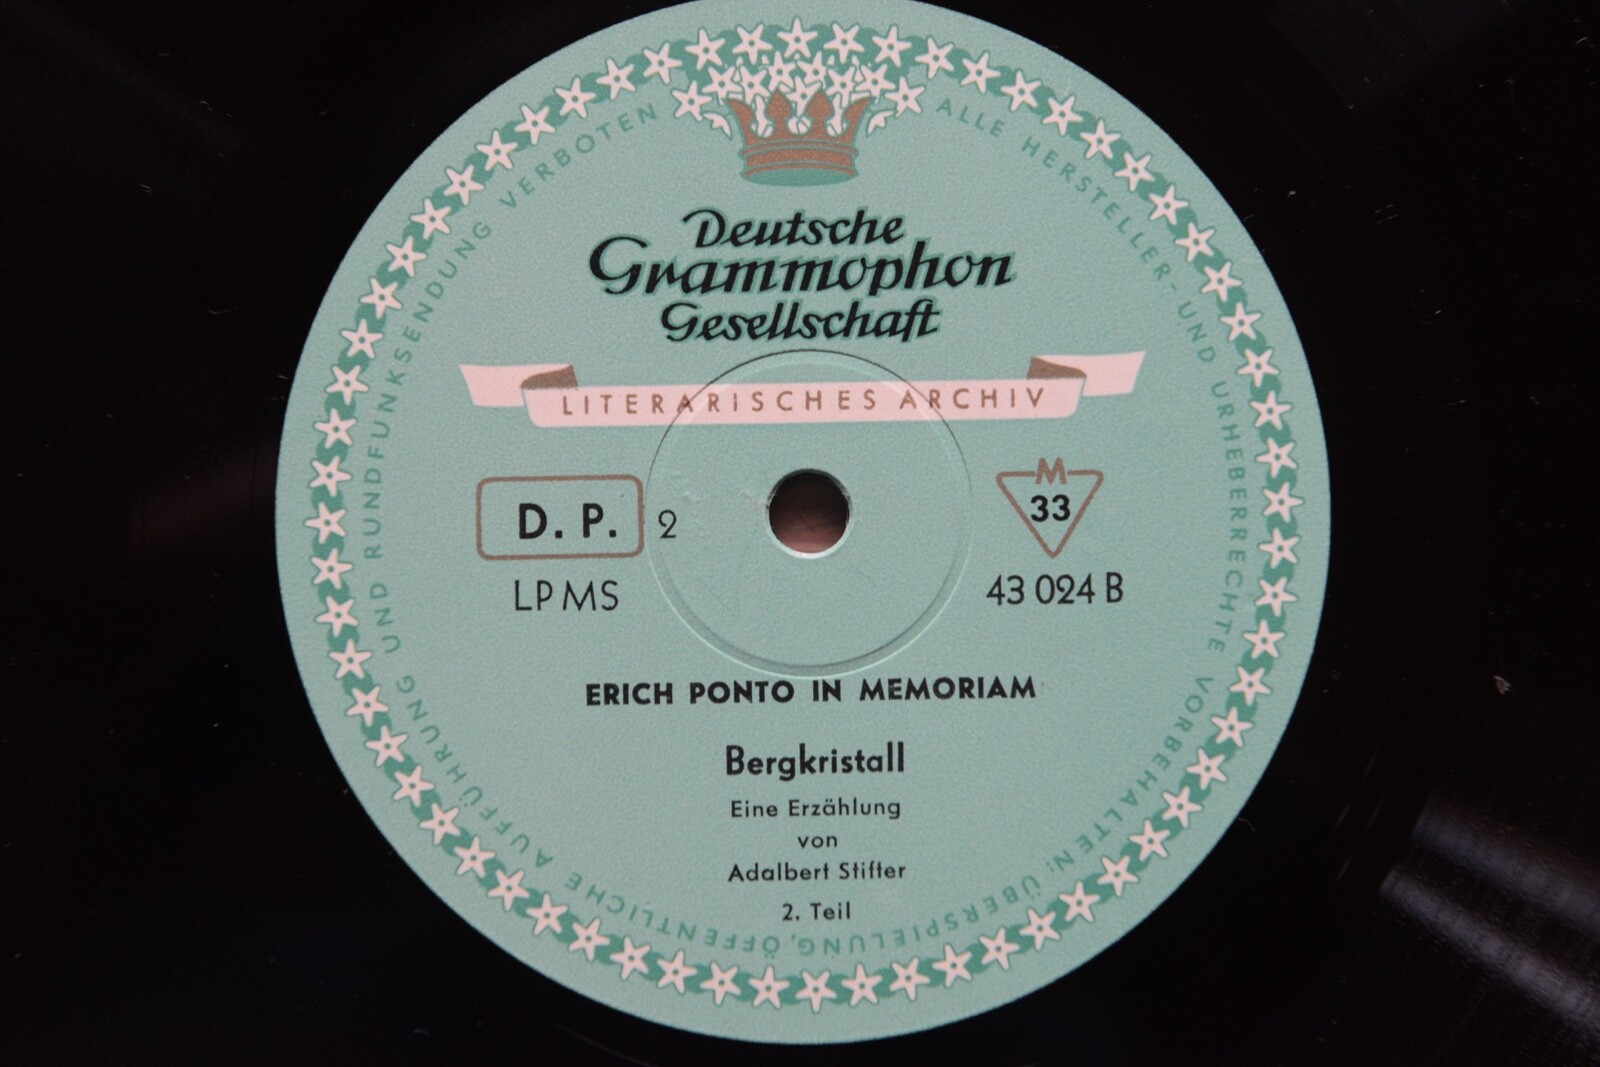 ALLE HERSTELLER- UND URHEBERRECHTE VORBEHALTEN; ÜBERSPIELUNG, ÖFFENTLICHE AUFFÜHRUNG UND RUNDFUNKSENDUNG VERBOTEN
Deutsche
Grammophon
Gesellschaft
LITERARISCHES ARCHIV
D. P. 2
M
33
LPMS
43 024 B
ERICH PONTO IN MEMORIAM
Bergkristall
Eine Erzählung
von
Adalbert Stifter
2. Teil